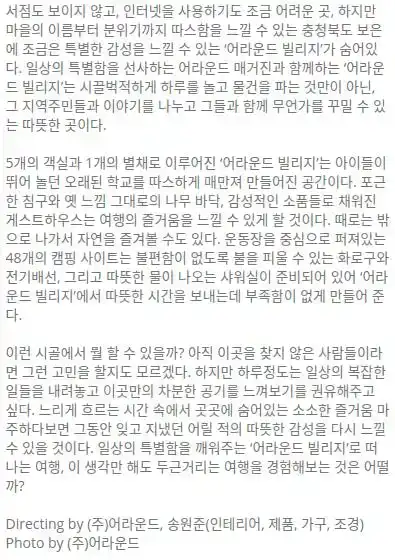 서점도 보이지 않고, 인터넷을 사용하기도 조금 어려운 곳, 하지만
마을의 이름부터 분위기까지 따스함을 느낄 수 있는 충청북도 보은
에 조금은 특별한 감성을 느낄 수 있는 '어라운드 빌리지'가 숨어있
다. 일상의 특별함을 선사하는 어라운드 매거진과 함께하는 '어라운
드 빌리지'는 시끌벅적하게 하루를 놀고 물건을 파는 것만이 아닌,
그 지역주민들과 이야기를 나누고 그들과 함께 무언가를 꾸밀 수 있
는 따뜻한 곳이다.

5개의 객실과 1개의 별채로 이루어진 '어라운드 빌리지'는 아이들이
뛰어 놀던 오래된 학교를 따스하게 매만져 만들어진 공간이다. 포근
한 침구와 옛 느낌 그대로의 나무 바닥, 감성적인 소품들로 채워진
게스트하우스는 여행의 즐거움을 느낄 수 있게 할 것이다. 때로는 밖
으로 나가서 자연을 즐겨볼 수도 있다. 운동장을 중심으로 퍼져있는
48개의 캠핑 사이트는 불편함이 없도록 불을 피울 수 있는 화로구와
전기배선, 그리고 따뜻한 물이 나오는 샤워실이 준비되어 있어 '어라
운드 빌리지'에서 따뜻한 시간을 보내는데 부족함이 없게 만들어 준
다.

이런 시골에서 뭘 할 수 있을까? 아직 이곳을 찾지 않은 사람들이라
면 그런 고민을 할지도 모르겠다. 하지만 하루정도는 일상의 복잡한
일들을 내려놓고 이곳만의 차분한 공기를 느껴보기를 권유해주고
싶다. 느리게 흐르는 시간 속에서 곳곳에 숨어있는 소소한 즐거움 마
주하다보면 그동안 잊고 지냈던 어릴 적의 따뜻한 감성을 다시 느낄
수 있을 것이다. 일상의 특별함을 깨워주는 '어라운드 빌리지'로 떠
나는 여행, 이 생각만 해도 두근거리는 여행을 경험해보는 것은 어떨
까?

Directing by (주)어라운드, 송원준(인테리어, 제품, 가구, 조경)
Photo by (주)어라운드